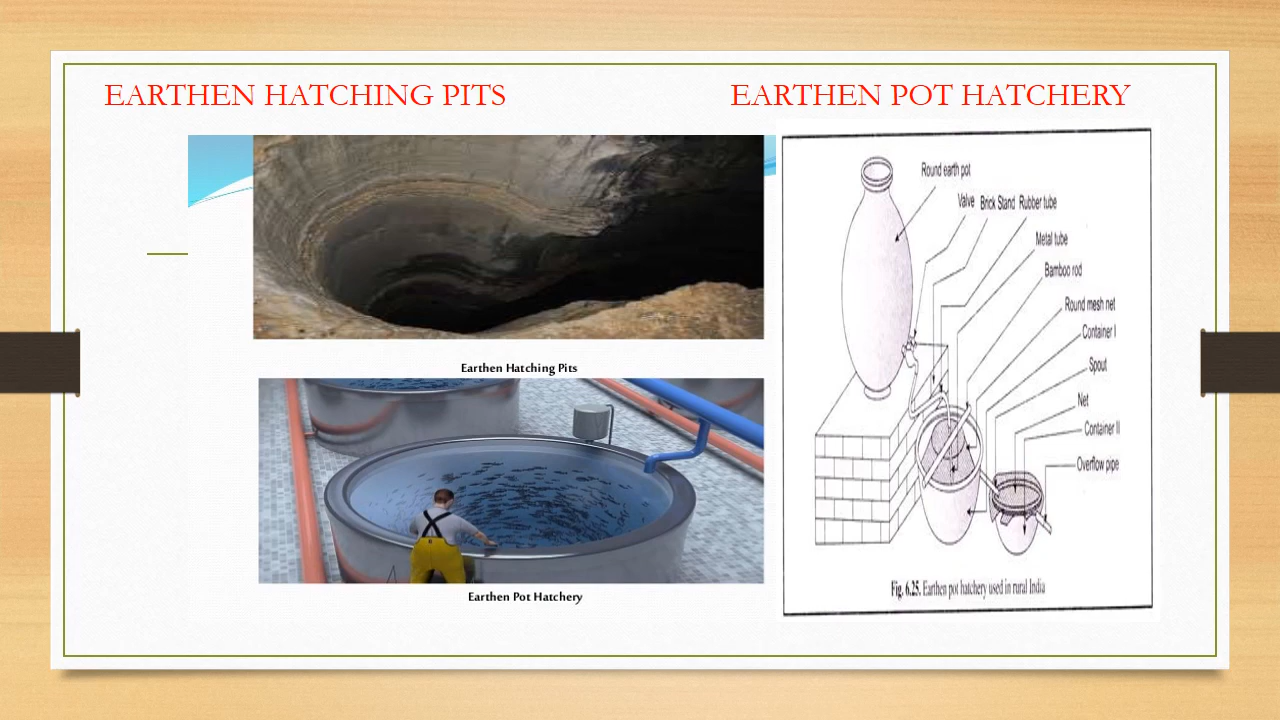 EARTHEN HATCHING PITS
EARTHEN POT HATCHERY
Earthen Hatching Pits
Earthen Pot Hatchery
Round earth pot
Valve
Brick Stand
Rubber tube
Metal tube
Bamboo rod
Round mesh net
Container I
Spout
Net
Container II
Overflow pipe
Fig. 6.25. Earthen pot hatchery used in rural India